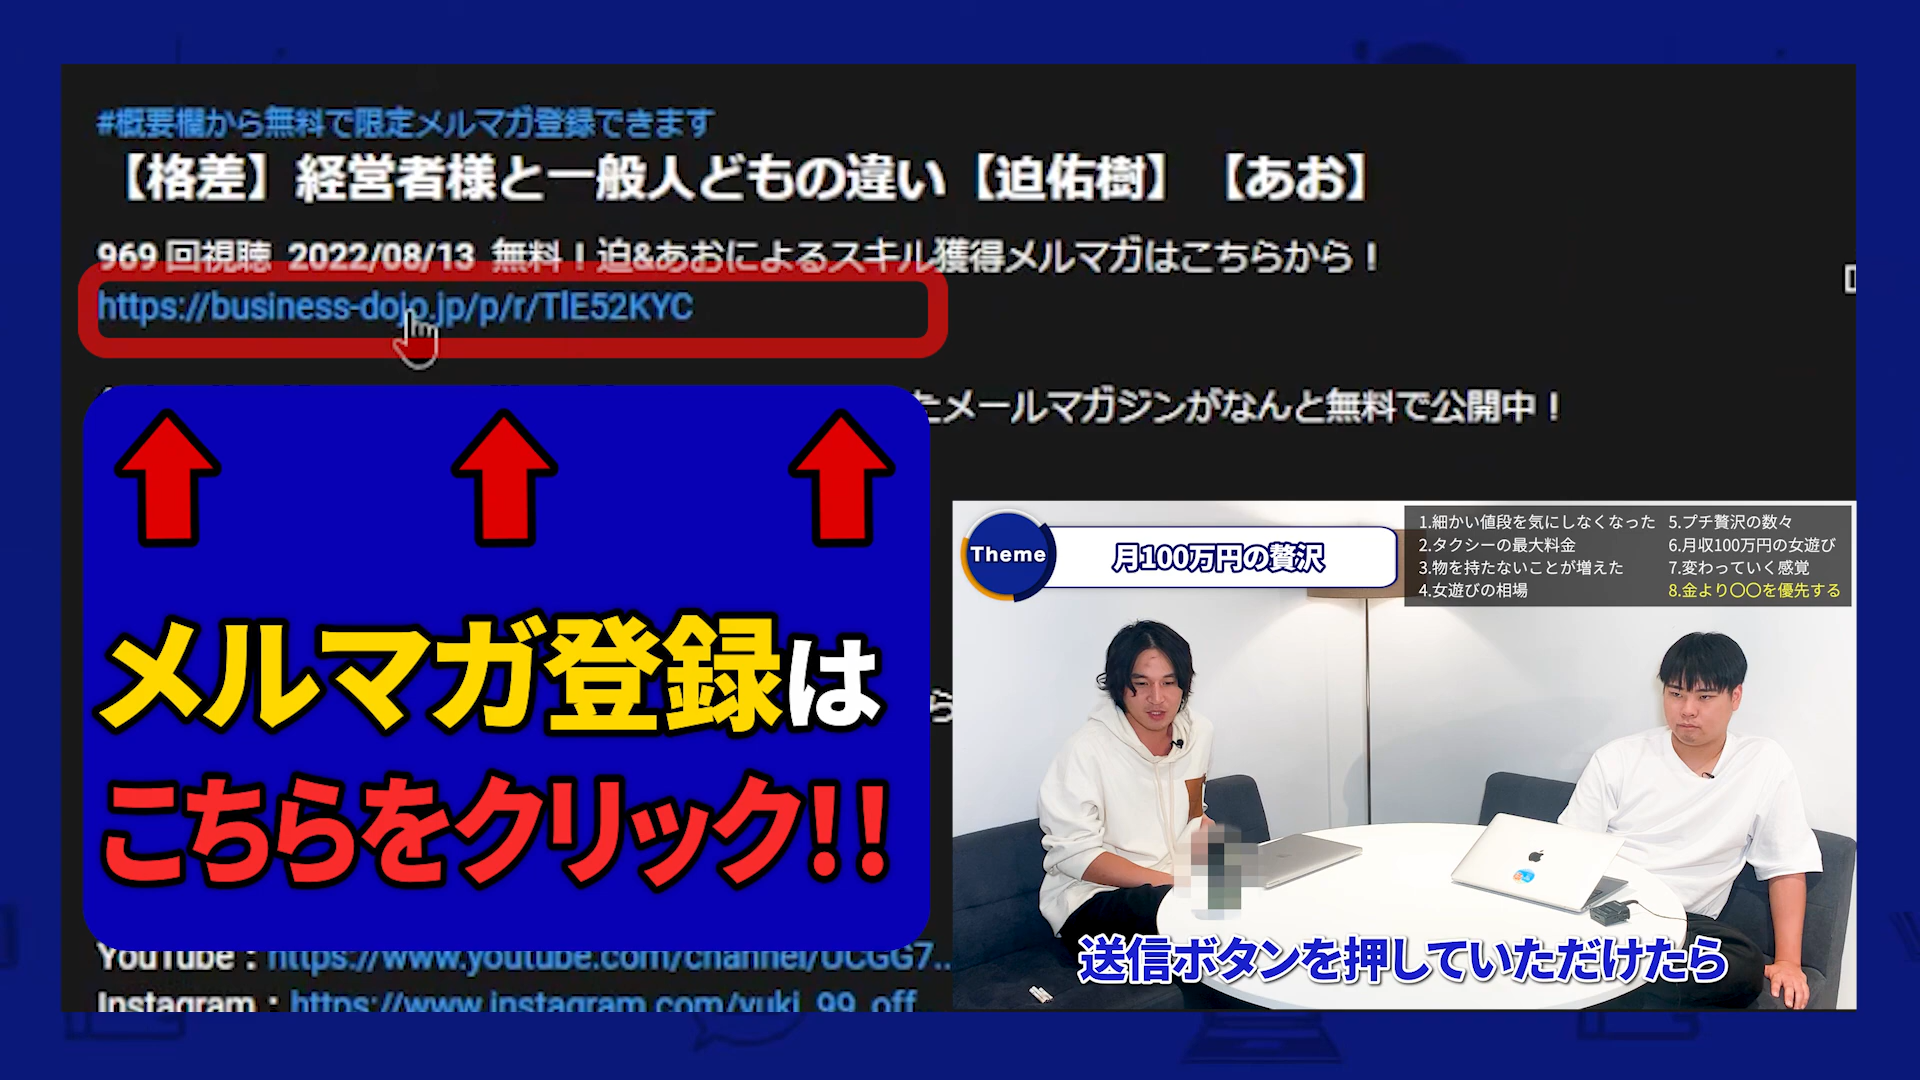 #概要欄から無料で限定メルマガ登録できます
【格差】経営者様と一般人どもの違い【迫佑樹】【あお】
969 回視聴 2022/08/13 無料！迫&あおによるスキル獲得メルマガはこちらから！
https://business-dojo.jp/p/r/TlE52KYC
たメールマガジンがなんと無料で公開中！
メルマガ登録は
こちらをクリック!!
YouTube：https://www.youtube.com/channel/UCGG7...
Instagram：https://www.instagram.com/yuki_99_off...
Theme
月100万円の贅沢
1.細かい値段を気にしなくなった
2.タクシーの最大料金
3.物を持たないことが増えた
4.女遊びの相場
5.プチ贅沢の数々
6.月収100万円の女遊び
7.変わっていく感覚
8.金より〇〇を優先する
送信ボタンを押していただけたら